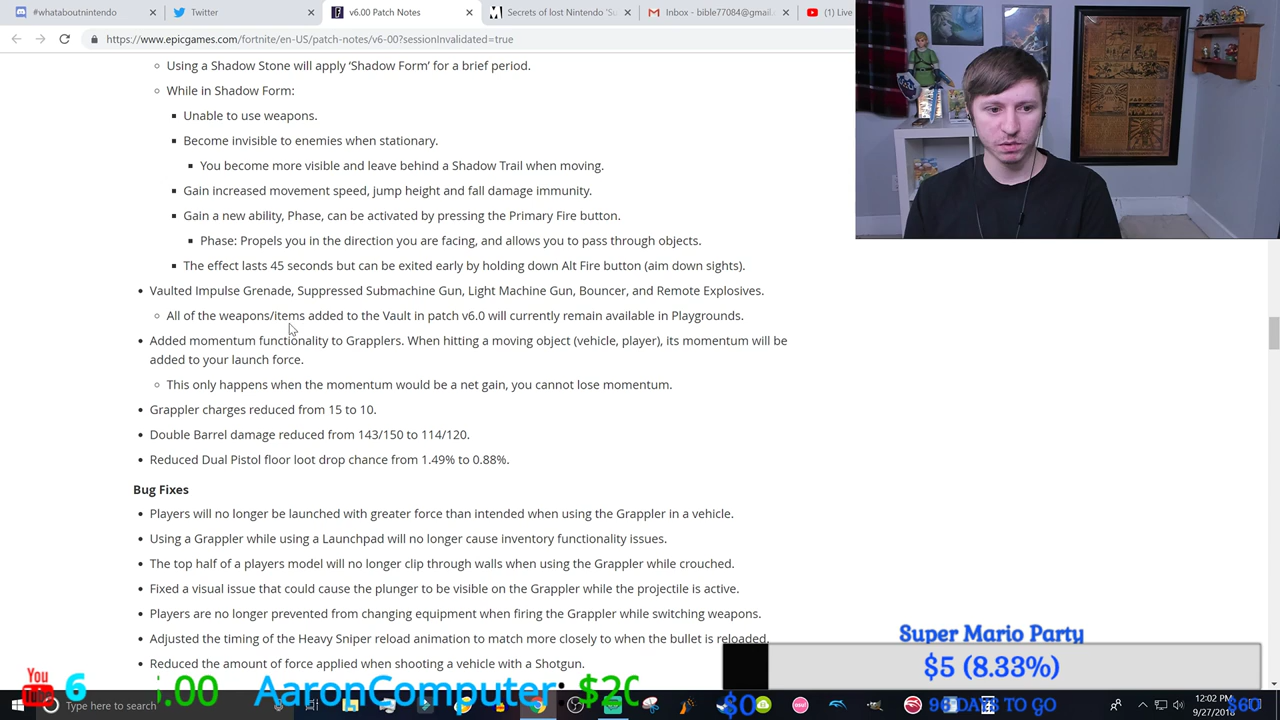 #whataboutnintendo
Twitter
v6.00 Patch Notes
Secrets of lost Nintendo 'Su
Inbox - bible77084@gmail.
(1) Live
https://www.epicgames.com/fortnite/en-US/patch-notes/v6-00?sessionInvalidated=true
Using a Shadow Stone will apply ‘Shadow Form’ for a brief period.
While in Shadow Form:
Unable to use weapons.
Become invisible to enemies when stationary.
You become more visible and leave behind a Shadow Trail when moving.
Gain increased movement speed, jump height and fall damage immunity.
Gain a new ability, Phase, can be activated by pressing the Primary Fire button.
Phase: Propels you in the direction you are facing, and allows you to pass through objects.
The effect lasts 45 seconds but can be exited early by holding down Alt Fire button (aim down sights).
Vaulted Impulse Grenade, Suppressed Submachine Gun, Light Machine Gun, Bouncer, and Remote Explosives.
All of the weapons/items added to the Vault in patch v6.0 will currently remain available in Playgrounds.
Added momentum functionality to Grapplers. When hitting a moving object (vehicle, player), its momentum will be
added to your launch force.
This only happens when the momentum would be a net gain, you cannot lose momentum.
Grappler charges reduced from 15 to 10.
Double Barrel damage reduced from 143/150 to 114/120.
Reduced Dual Pistol floor loot drop chance from 1.49% to 0.88%.
Bug Fixes
Players will no longer be launched with greater force than intended when using the Grappler in a vehicle.
Using a Grappler while using a Launchpad will no longer cause inventory functionality issues.
The top half of a players model will no longer clip through walls when using the Grappler while crouched.
Fixed a visual issue that could cause the plunger to be visible on the Grappler while the projectile is active.
Players are no longer prevented from changing equipment when firing the Grappler while switching weapons.
Adjusted the timing of the Heavy Sniper reload animation to match more closely to when the bullet is reloaded.
Reduced the amount of force applied when shooting a vehicle with a Shotgun.
Super Mario Party
$5 (8.33%)
$0
96 DAYS TO GO
$60
You
Tube
6
.00
AaronComputer: $20
Type here to search
12:02 PM
9/27/201